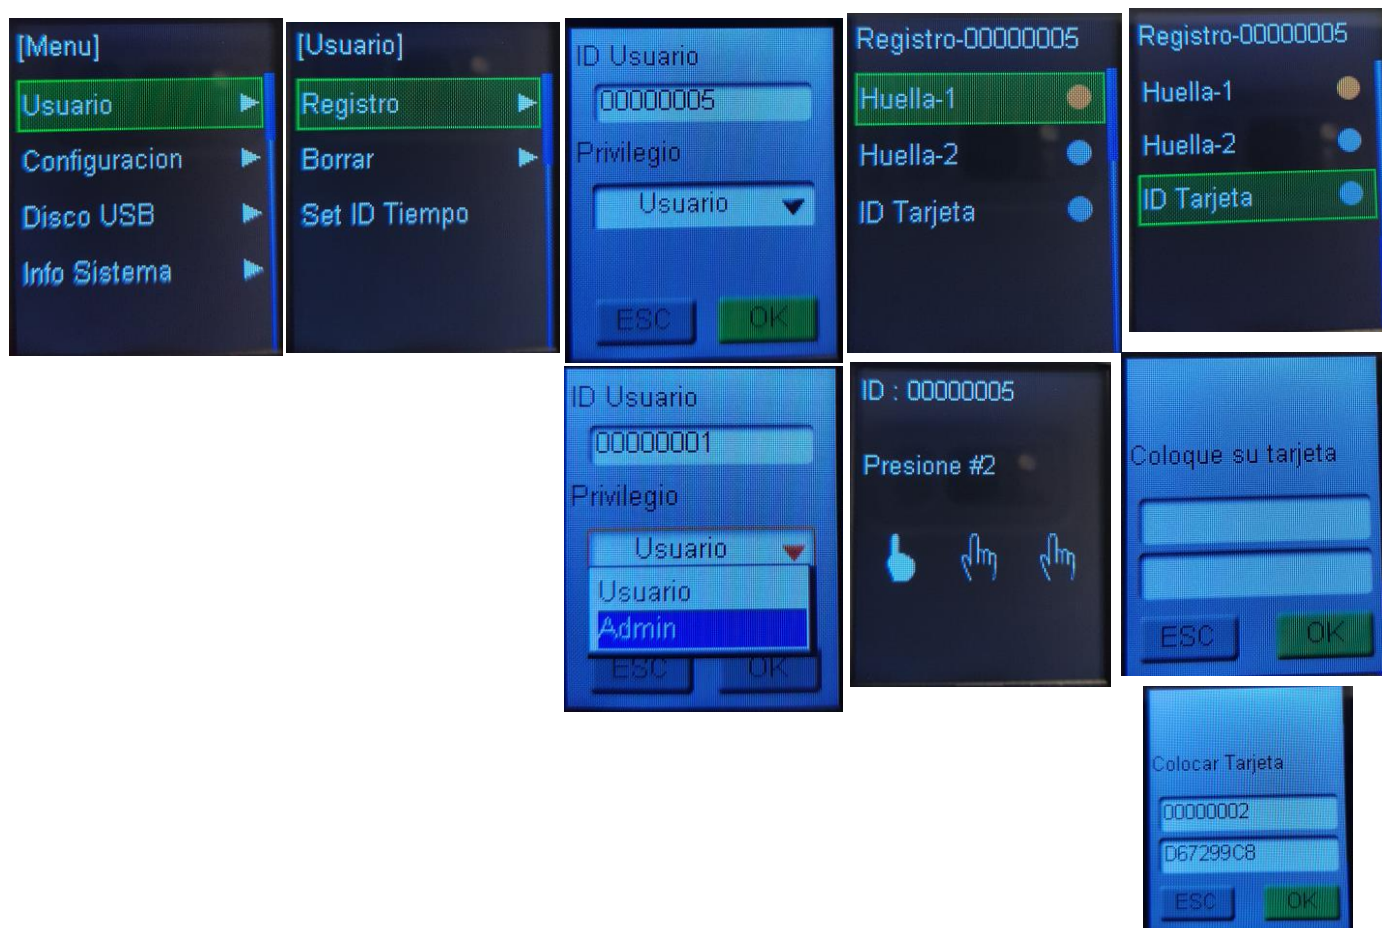 [Menu]
Usuario
Configuracion
Disco USB
Info Sistema
[Usuario]
Registro
Borrar
Set ID Tiempo
ID Usuario
00000005
Privilegio
Usuario
ESC OK
Registro-00000005
Huella-1
Huella-2
ID Tarjeta
Registro-00000005
Huella-1
Huella-2
ID Tarjeta
ID Usuario
00000001
Privilegio
Usuario
Usuario
Admin
ESC OK
ID : 00000005
Presione #2
Coloque su tarjeta
ESC OK
Colocar Tarjeta
00000002
D67299C8
ESC OK